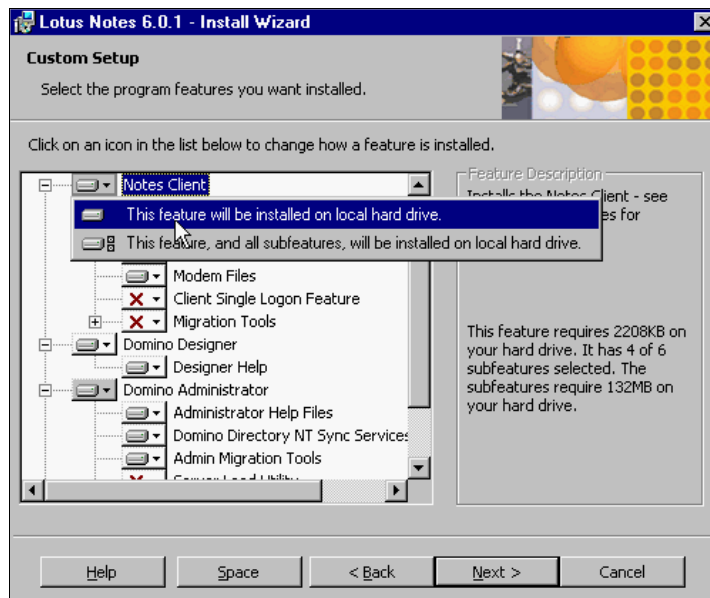 Lotus Notes 6.0.1 - Install Wizard
Custom Setup
Select the program features you want installed.
Click on an icon in the list below to change how a feature is installed.
Notes Client
This feature will be installed on local hard drive.
This feature, and all subfeatures, will be installed on local hard drive.
Modem Files
Client Single Logon Feature
Migration Tools
Domino Designer
Designer Help
Domino Administrator
Administrator Help Files
Domino Directory NT Sync Services
Admin Migration Tools
Server Load Utility
Feature Description
Installs the Notes Client - see
es for
This feature requires 2208KB on
your hard drive. It has 4 of 6
subfeatures selected. The
subfeatures require 132MB on
your hard drive.
Help
Space
< Back
Next >
Cancel